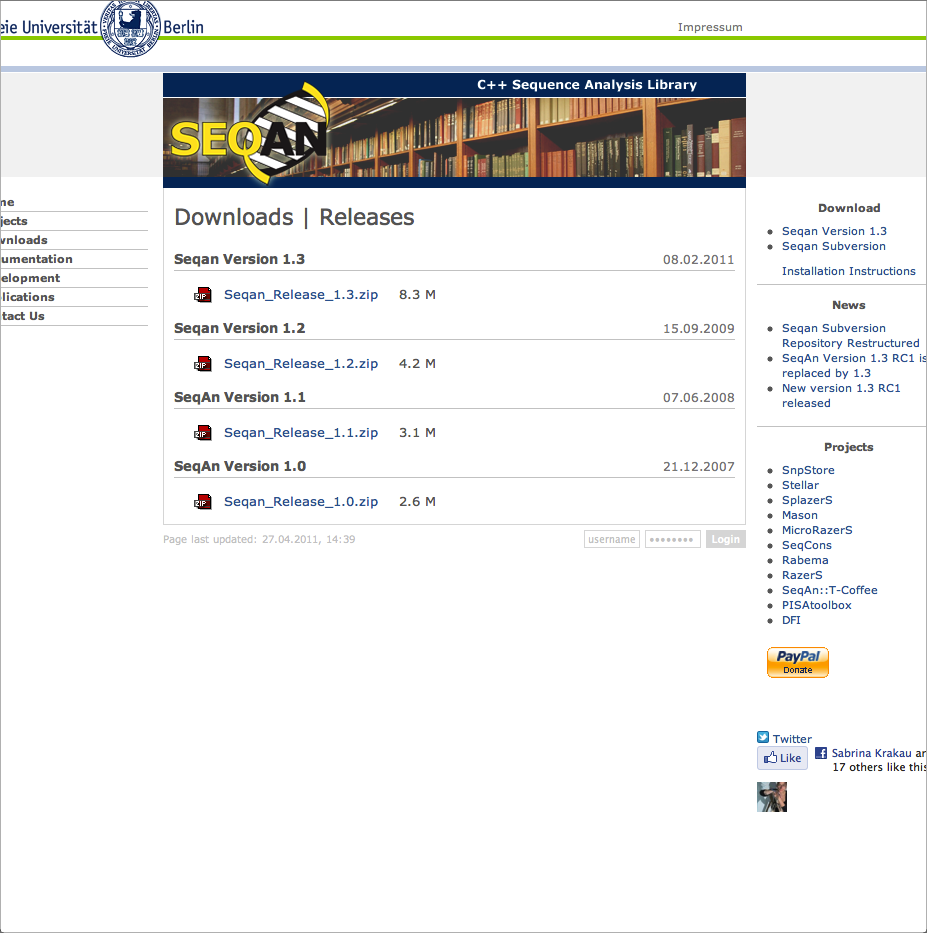 eie Universität Berlin
Impressum
C++ Sequence Analysis Library
SEQAN
me
jects
wnloads
umentation
elopment
lications
tact Us
Downloads | Releases
Seqan Version 1.3 08.02.2011
ZIP Seqan_Release_1.3.zip 8.3 M
Seqan Version 1.2 15.09.2009
ZIP Seqan_Release_1.2.zip 4.2 M
SeqAn Version 1.1 07.06.2008
ZIP Seqan_Release_1.1.zip 3.1 M
SeqAn Version 1.0 21.12.2007
ZIP Seqan_Release_1.0.zip 2.6 M
Page last updated: 27.04.2011, 14:39
username •••••••• Login
Download
Seqan Version 1.3
Seqan Subversion
Installation Instructions
News
Seqan Subversion
Repository Restructured
SeqAn Version 1.3 RC1 is
replaced by 1.3
New version 1.3 RC1
released
Projects
SnpStore
Stellar
SplazerS
Mason
MicroRazerS
SeqCons
Rabema
RazerS
SeqAn::T-Coffee
PISAtoolbox
DFI
PayPal
Donate
Twitter
Like
Sabrina Krakau an
17 others like this